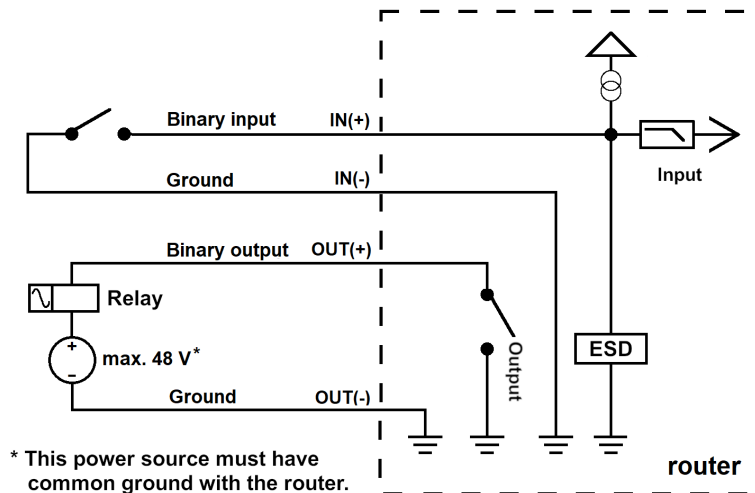 Binary input IN(+)
Input
Ground IN(-)
Binary output OUT(+)
Relay
+
max. 48 V*
-
Output
ESD
Ground OUT(-)
* This power source must have
common ground with the router.
router